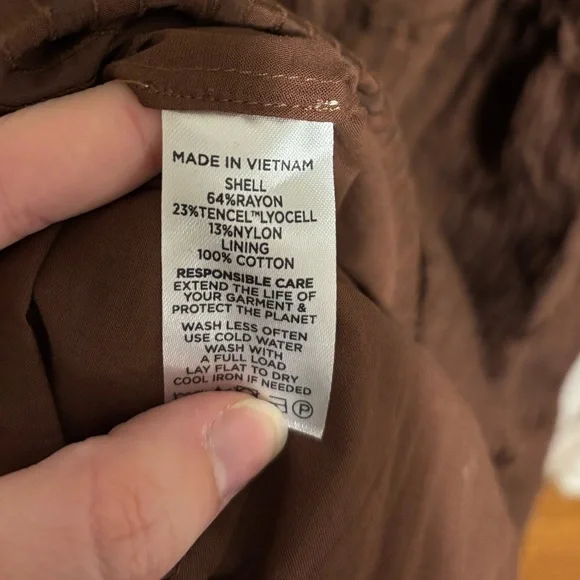 MADE IN VIETNAM
SHELL
64%RAYON
23%TENCEL™LYOCELL
13%NYLON
LINING
100% COTTON
RESPONSIBLE CARE
EXTEND THE LIFE OF
YOUR GARMENT &
PROTECT THE PLANET
WASH LESS OFTEN
USE COLD WATER
WASH WITH
A FULL LOAD
LAY FLAT TO DRY
COOL IRON IF NEEDED
P